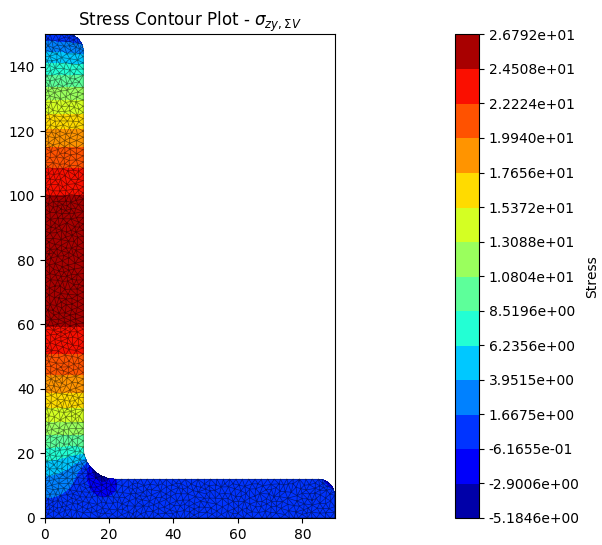 Stress Contour Plot - σzy,ΣV
140
120
100
80
60
40
20
0
0 20 40 60 80
2.6792e+01
2.4508e+01
2.2224e+01
1.9940e+01
1.7656e+01
1.5372e+01
1.3088e+01
1.0804e+01
8.5196e+00
6.2356e+00
3.9515e+00
1.6675e+00
-6.1655e-01
-2.9006e+00
-5.1846e+00
Stress